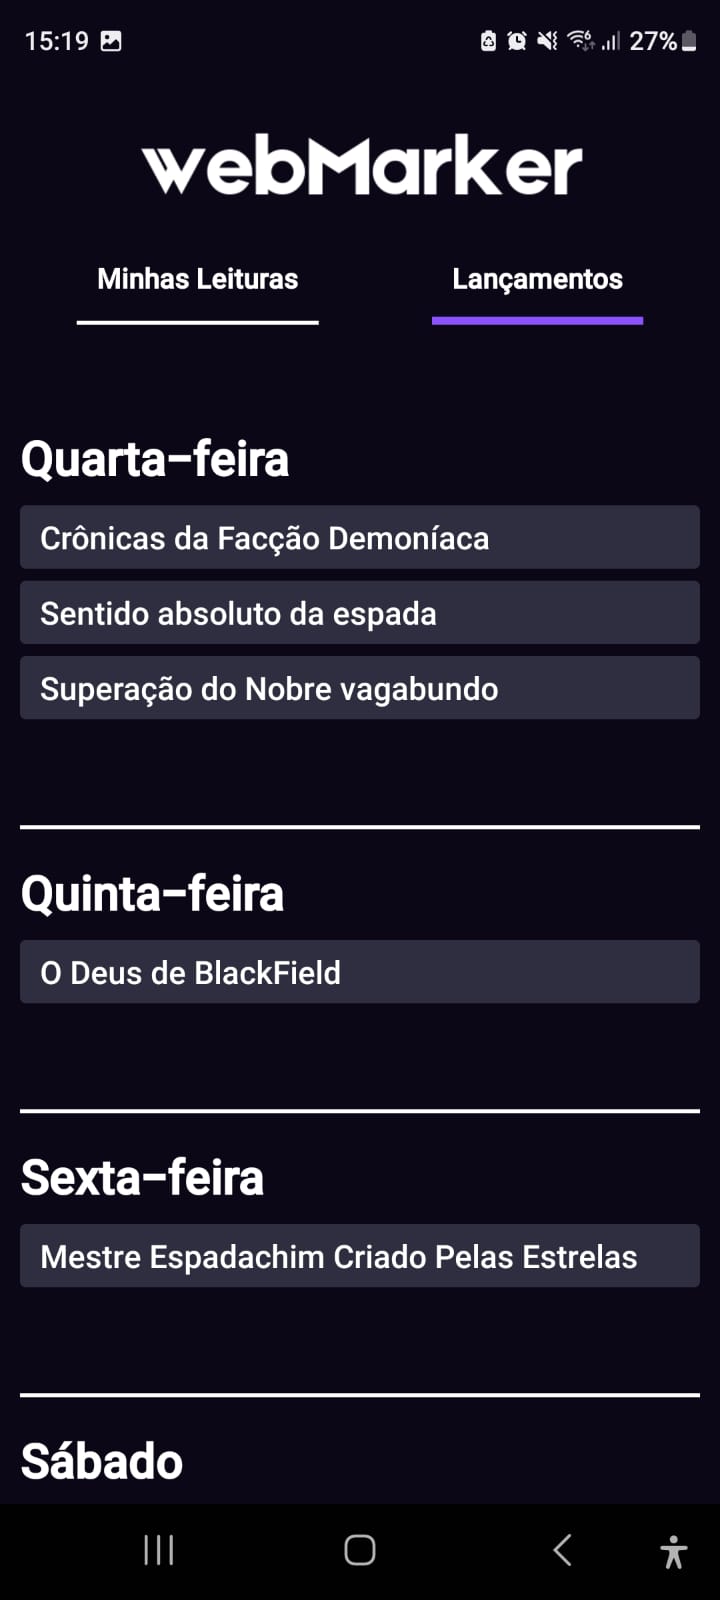 15:19
27%
webMarker
Minhas Leituras
Lançamentos
Quarta-feira
Crônicas da Facção Demoníaca
Sentido absoluto da espada
Superação do Nobre vagabundo
Quinta-feira
O Deus de BlackField
Sexta-feira
Mestre Espadachim Criado Pelas Estrelas
Sábado